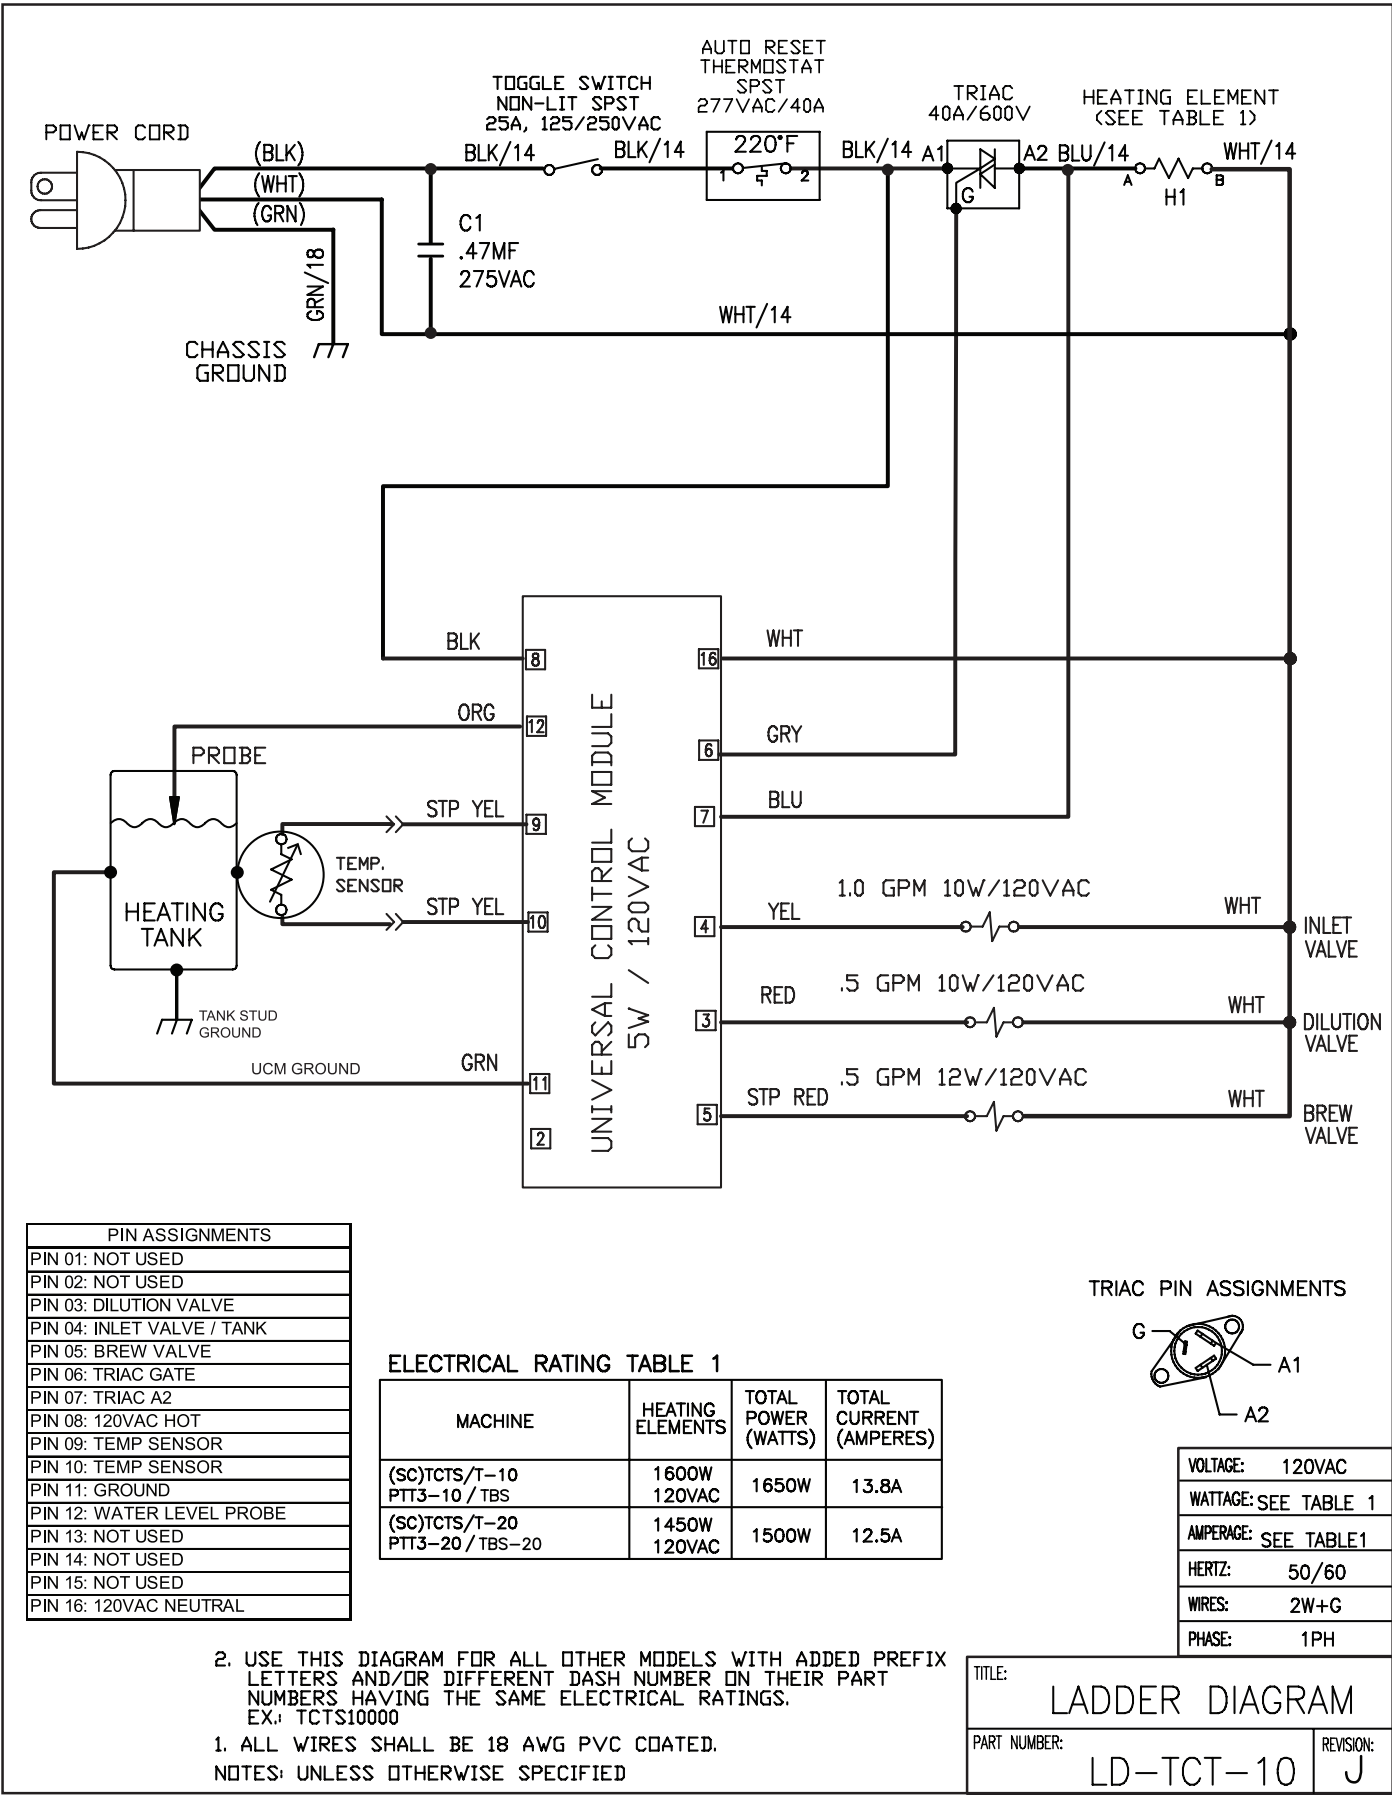 POWER CORD
(BLK)
(WHT)
(GRN)
GRN/18
CHASSIS
GROUND
TOGGLE SWITCH
NON-LIT SPST
25A, 125/250VAC
BLK/14
BLK/14
C1
.47MF
275VAC
AUTO RESET
THERMOSTAT
SPST
277VAC/40A
220°F
1
2
BLK/14
TRIAC
40A/600V
A1
A2
G
BLU/14
HEATING ELEMENT
(SEE TABLE 1)
A
B
H1
WHT/14
WHT/14
BLK
8
ORG
12
PROBE
STP YEL
9
TEMP.
SENSOR
STP YEL
10
HEATING
TANK
TANK STUD
GROUND
UCM GROUND
GRN
11
2
UNIVERSAL CONTROL MODULE
5W / 120VAC
16
WHT
6
GRY
7
BLU
4
YEL
1.0 GPM 10W/120VAC
WHT
INLET
VALVE
3
RED
.5 GPM 10W/120VAC
WHT
DILUTION
VALVE
5
STP RED
.5 GPM 12W/120VAC
WHT
BREW
VALVE
PIN ASSIGNMENTS
PIN 01: NOT USED
PIN 02: NOT USED
PIN 03: DILUTION VALVE
PIN 04: INLET VALVE / TANK
PIN 05: BREW VALVE
PIN 06: TRIAC GATE
PIN 07: TRIAC A2
PIN 08: 120VAC HOT
PIN 09: TEMP SENSOR
PIN 10: TEMP SENSOR
PIN 11: GROUND
PIN 12: WATER LEVEL PROBE
PIN 13: NOT USED
PIN 14: NOT USED
PIN 15: NOT USED
PIN 16: 120VAC NEUTRAL
ELECTRICAL RATING TABLE 1
MACHINE
HEATING
ELEMENTS
TOTAL
POWER
(WATTS)
TOTAL
CURRENT
(AMPERES)
(SC)TCTS/T-10
PTT3-10 / TBS
1600W
120VAC
1650W
13.8A
(SC)TCTS/T-20
PTT3-20 / TBS-20
1450W
120VAC
1500W
12.5A
TRIAC PIN ASSIGNMENTS
G
A1
A2
VOLTAGE: 120VAC
WATTAGE: SEE TABLE 1
AMPERAGE: SEE TABLE1
HERTZ: 50/60
WIRES: 2W+G
PHASE: 1PH
2. USE THIS DIAGRAM FOR ALL OTHER MODELS WITH ADDED PREFIX
LETTERS AND/OR DIFFERENT DASH NUMBER ON THEIR PART
NUMBERS HAVING THE SAME ELECTRICAL RATINGS.
EX.: TCTS10000
1. ALL WIRES SHALL BE 18 AWG PVC COATED.
NOTES: UNLESS OTHERWISE SPECIFIED
TITLE:
LADDER DIAGRAM
PART NUMBER:
LD-TCT-10
REVISION:
J